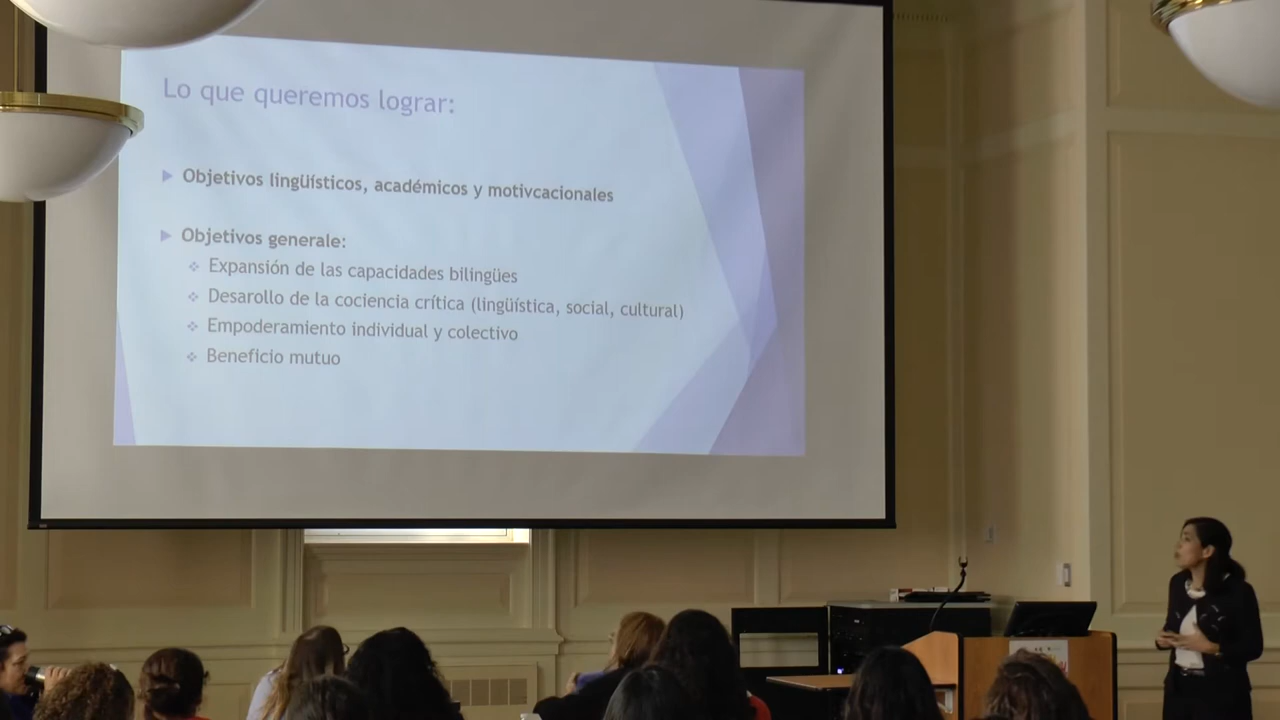 Lo que queremos lograr:
Objetivos lingüísticos, académicos y motivcacionales
Objetivos generale:
Expansión de las capacidades bilingües
Desarollo de la cociencia crítica (lingüística, social, cultural)
Empoderamiento individual y colectivo
Beneficio mutuo